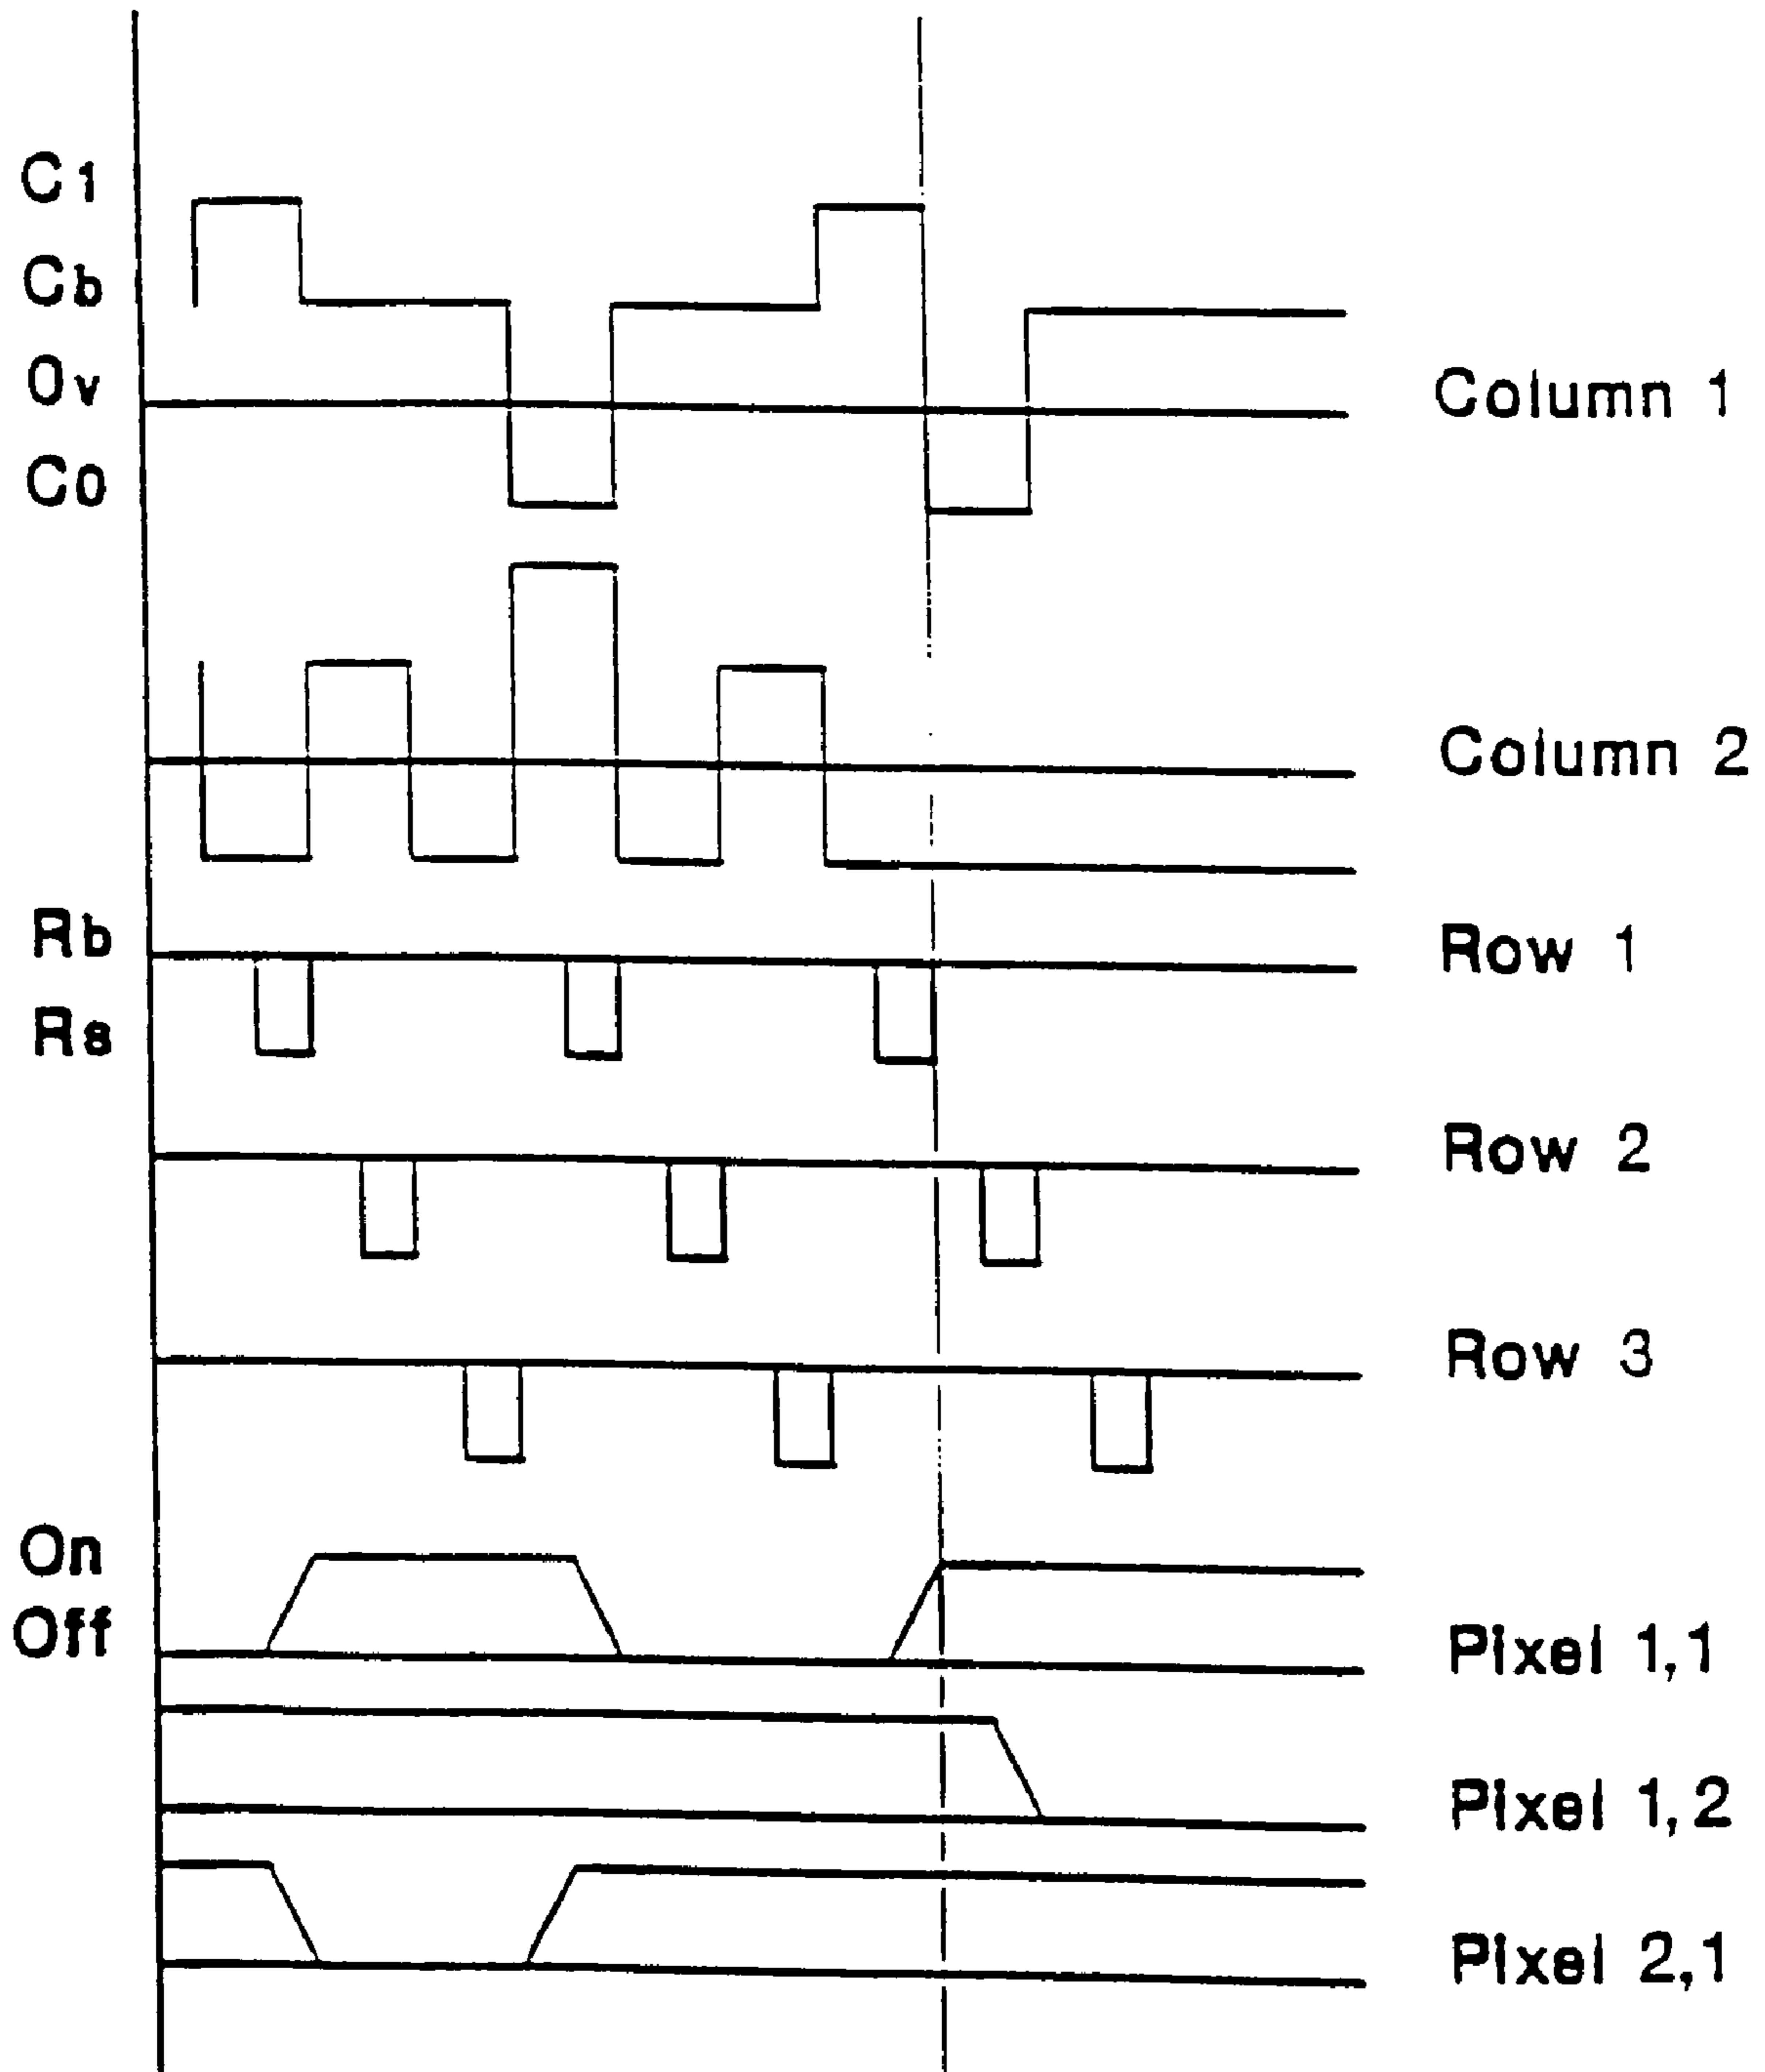 C1
Cb
0v
Column 1
C0
Column 2
Rb
Row 1
Rs
Row 2
Row 3
On
Off
Pixel 1,1
Pixel 1,2
Pixel 2,1